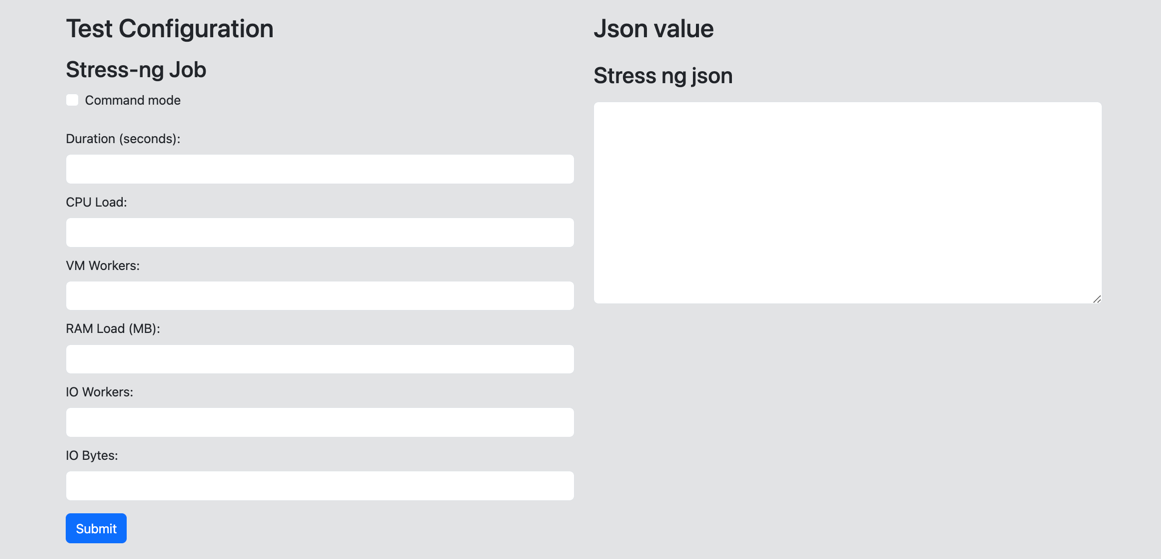 Test Configuration
Stress-ng Job
Command mode
Duration (seconds):
CPU Load:
VM Workers:
RAM Load (MB):
IO Workers:
IO Bytes:
Submit
Json value
Stress ng json